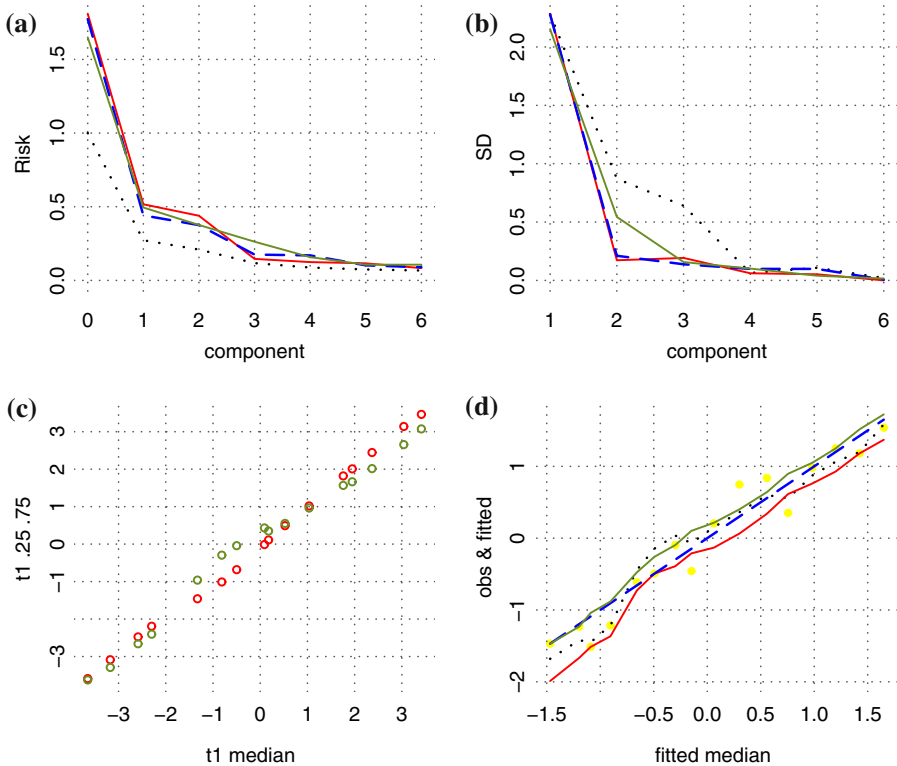 (a)
Risk
0.0 0.5 1.0 1.5
0 1 2 3 4 5 6
component
(b)
SD
0.0 0.5 1.0 1.5 2.0
1 2 3 4 5 6
component
(c)
t1 .25 .75
−3 −1 0 1 2 3
−3 −2 −1 0 1 2 3
t1 median
(d)
obs & fitted
−2 −1 0 1
−1.5 −0.5 0.0 0.5 1.0 1.5
fitted median